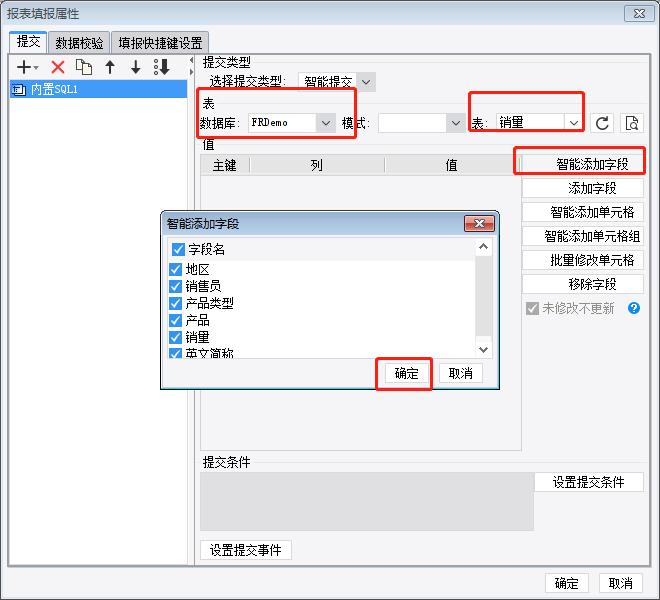 报表填报属性
提交 数据校验 填报快捷键设置
内置SQL1
提交类型
选择提交类型: 智能提交
表
数据库: FRDemo 模式: 表: 销量
值
主键 列 值
智能添加字段
添加字段
智能添加单元格
智能添加单元格组
批量修改单元格
移除字段
未修改不更新 ?
智能添加字段
字段名
地区
销售员
产品类型
产品
销量
英文简称
确定 取消
提交条件
设置提交条件
设置提交事件
确定 取消